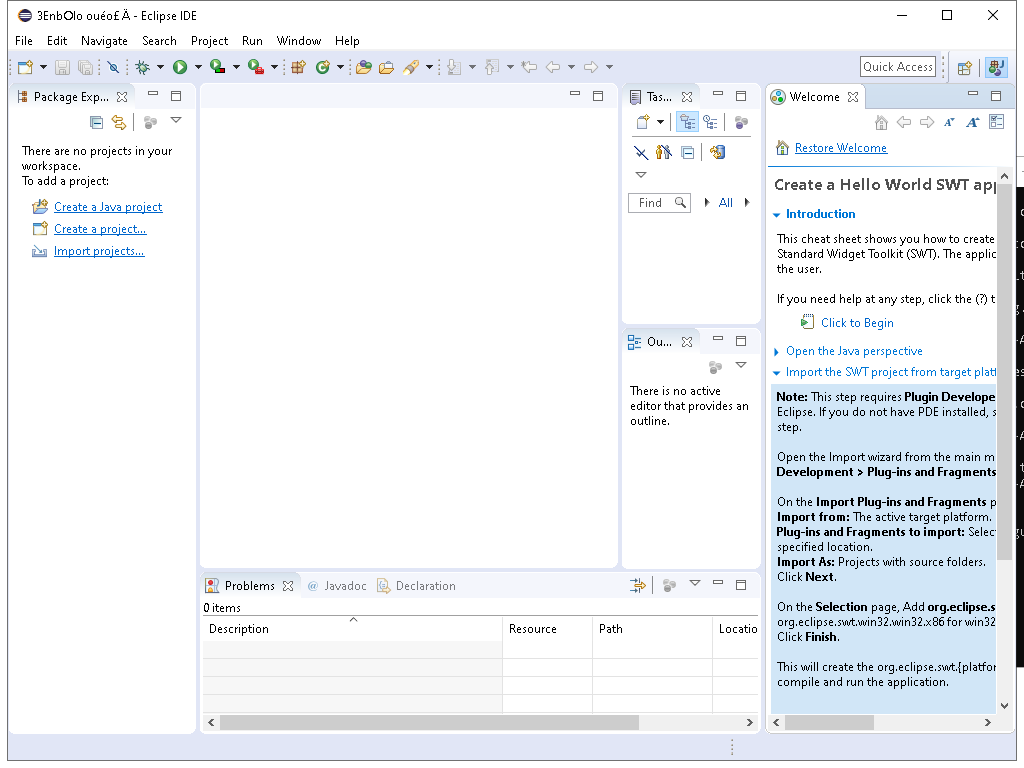 3EnbOlo ouéo£ Ä - Eclipse IDE
File Edit Navigate Search Project Run Window Help
Quick Access
Package Exp...
There are no projects in your
workspace.
To add a project:
Create a Java project
Create a project...
Import projects...
Tas...
Find
All
Ou...
There is no active
editor that provides an
outline.
Welcome
Restore Welcome
Create a Hello World SWT app
Introduction
This cheat sheet shows you how to create
Standard Widget Toolkit (SWT). The applic
the user.
If you need help at any step, click the (?) t
Click to Begin
Open the Java perspective
Import the SWT project from target platf
Note: This step requires Plugin Develope
Eclipse. If you do not have PDE installed, s
step.
Open the Import wizard from the main m
Development > Plug-ins and Fragments
On the Import Plug-ins and Fragments p
Import from: The active target platform.
Plug-ins and Fragments to import: Selec
specified location.
Import As: Projects with source folders.
Click Next.
On the Selection page, Add org.eclipse.s
org.eclipse.swt.win32.win32.x86 for win32
Click Finish.
This will create the org.eclipse.swt.{platfor
compile and run the application.
Problems @ Javadoc Declaration
0 items
Description Resource Path Locatio